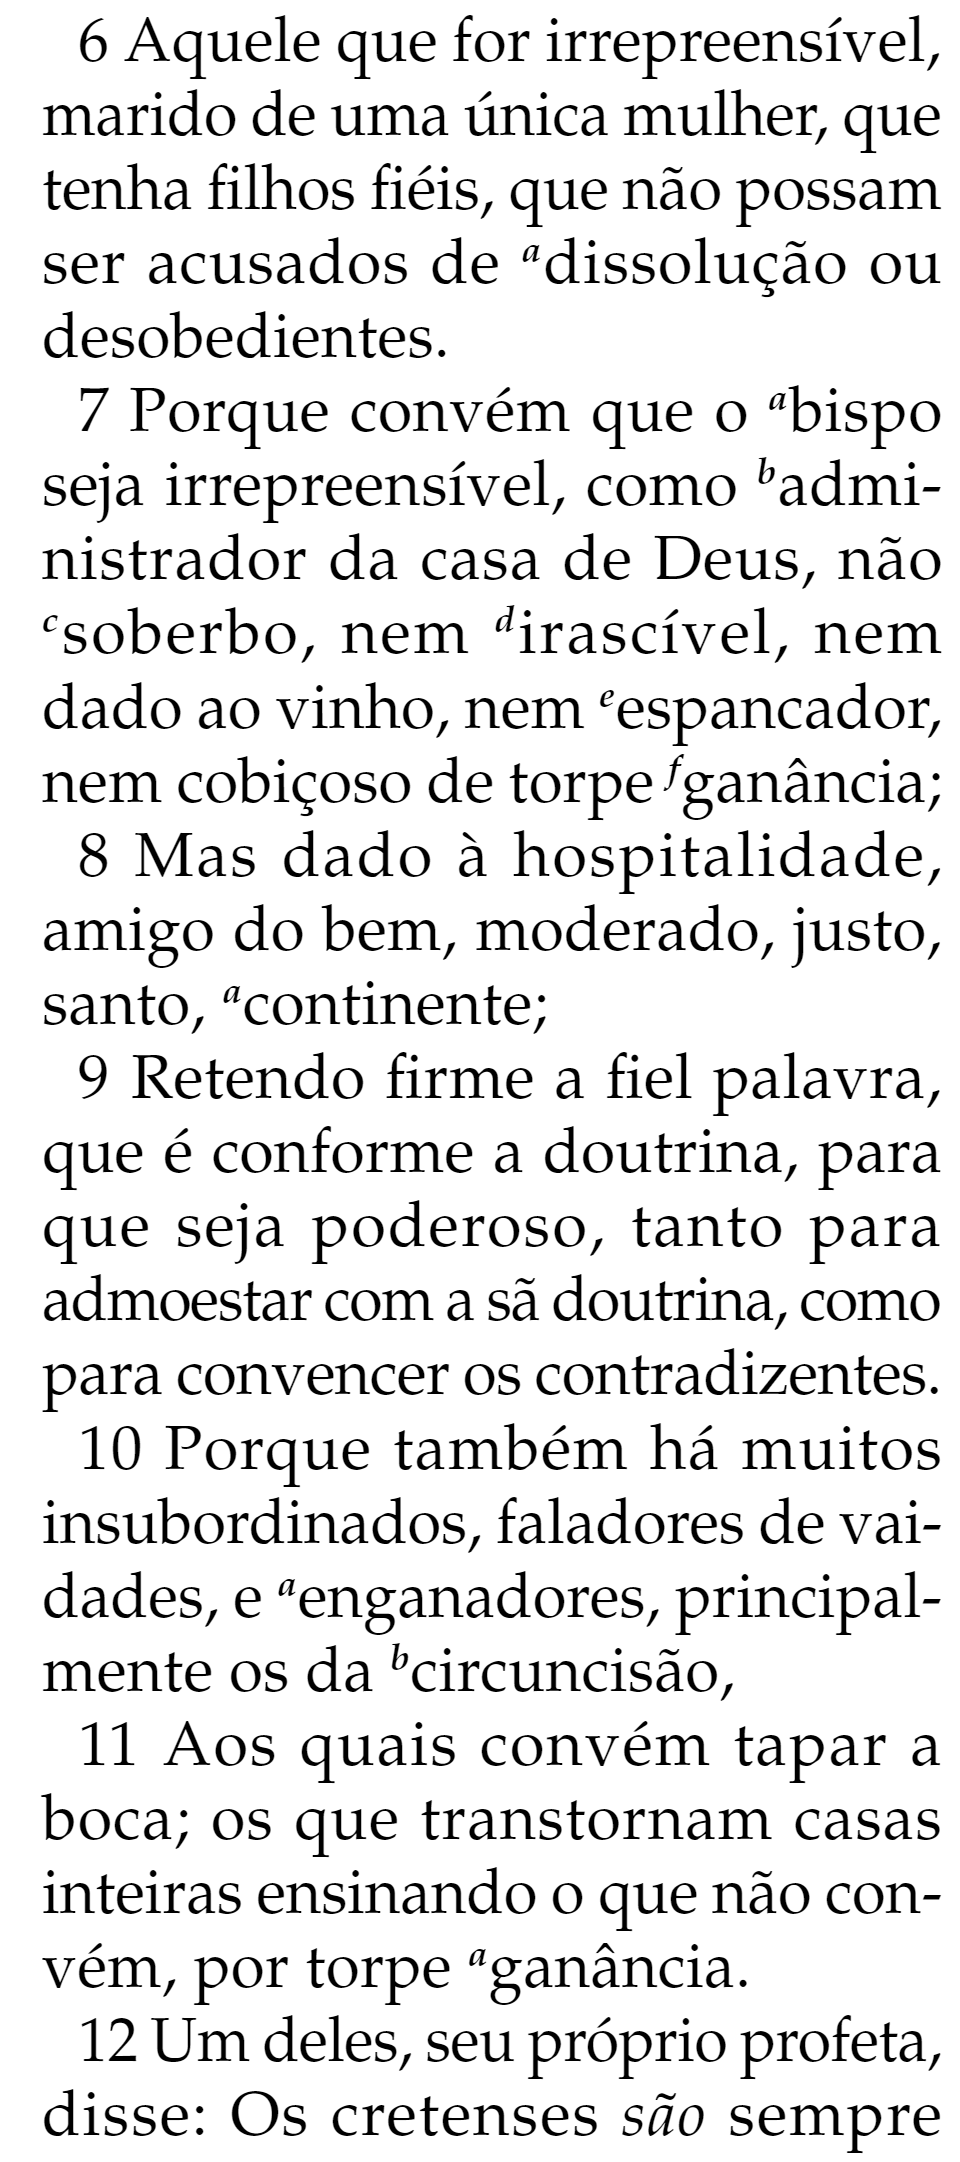 6 Aquele que for irrepreensível,
marido de uma única mulher, que
tenha filhos fiéis, que não possam
ser acusados de ᵃdissolução ou
desobedientes.
7 Porque convém que o ᵃbispo
seja irrepreensível, como ᵇadmi-
nistrador da casa de Deus, não
ᶜsoberbo, nem ᵈirascível, nem
dado ao vinho, nem ᵉespancador,
nem cobiçoso de torpe ᶠganância;
8 Mas dado à hospitalidade,
amigo do bem, moderado, justo,
santo, ᵃcontinente;
9 Retendo firme a fiel palavra,
que é conforme a doutrina, para
que seja poderoso, tanto para
admoestar com a sã doutrina, como
para convencer os contradizentes.
10 Porque também há muitos
insubordinados, faladores de vai-
dades, e ᵃenganadores, principal-
mente os da ᵇcircuncisão,
11 Aos quais convém tapar a
boca; os que transtornam casas
inteiras ensinando o que não con-
vém, por torpe ᵃganância.
12 Um deles, seu próprio profeta,
disse: Os cretenses são sempre